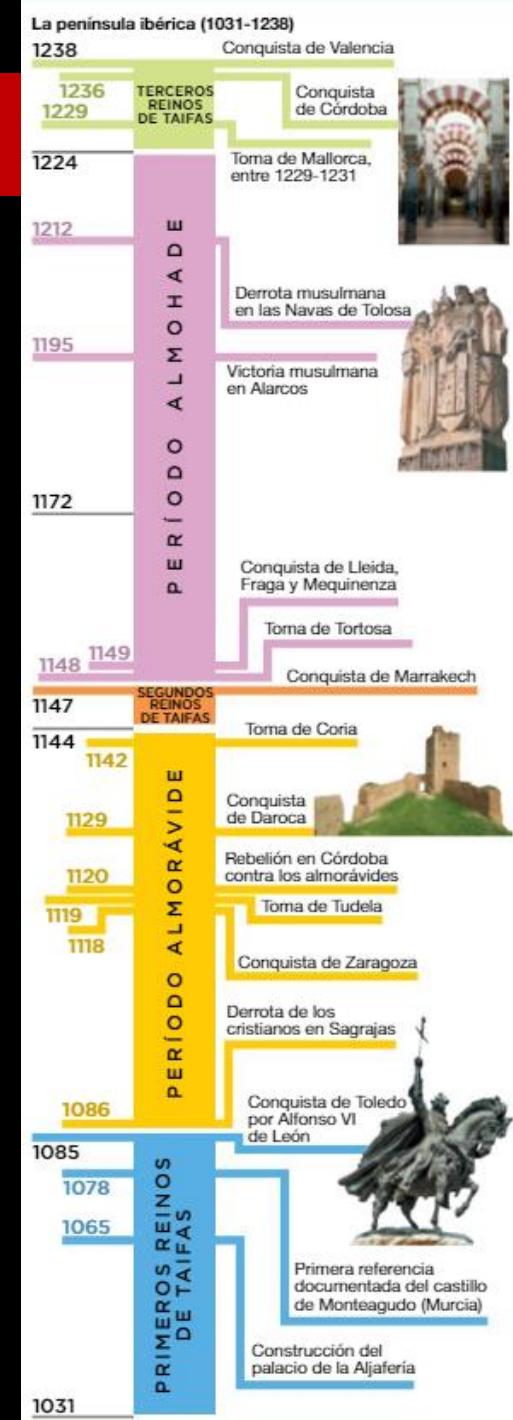 La península ibérica (1031-1238)
1238
Conquista de Valencia
1236
1229
TERCEROS
REINOS
DE TAIFAS
Conquista
de Córdoba
1224
Toma de Mallorca,
entre 1229-1231
1212
PERÍODO ALMOHADE
Derrota musulmana
en las Navas de Tolosa
1195
Victoria musulmana
en Alarcos
1172
Conquista de Lleida,
Fraga y Mequinenza
Toma de Tortosa
1149
1148
Conquista de Marrakech
1147
SEGUNDOS
REINOS
DE TAIFAS
1144
Toma de Coria
1142
PERÍODO ALMORÁVIDE
Conquista
de Daroca
1129
Rebelión en Córdoba
contra los almorávides
1120
Toma de Tudela
1119
1118
Conquista de Zaragoza
Derrota de los
cristianos en Sagrajas
1086
Conquista de Toledo
por Alfonso VI
de León
1085
1078
1065
PRIMEROS REINOS
DE TAIFAS
Primera referencia
documentada del castillo
de Monteagudo (Murcia)
Construcción del
palacio de la Aljafería
1031